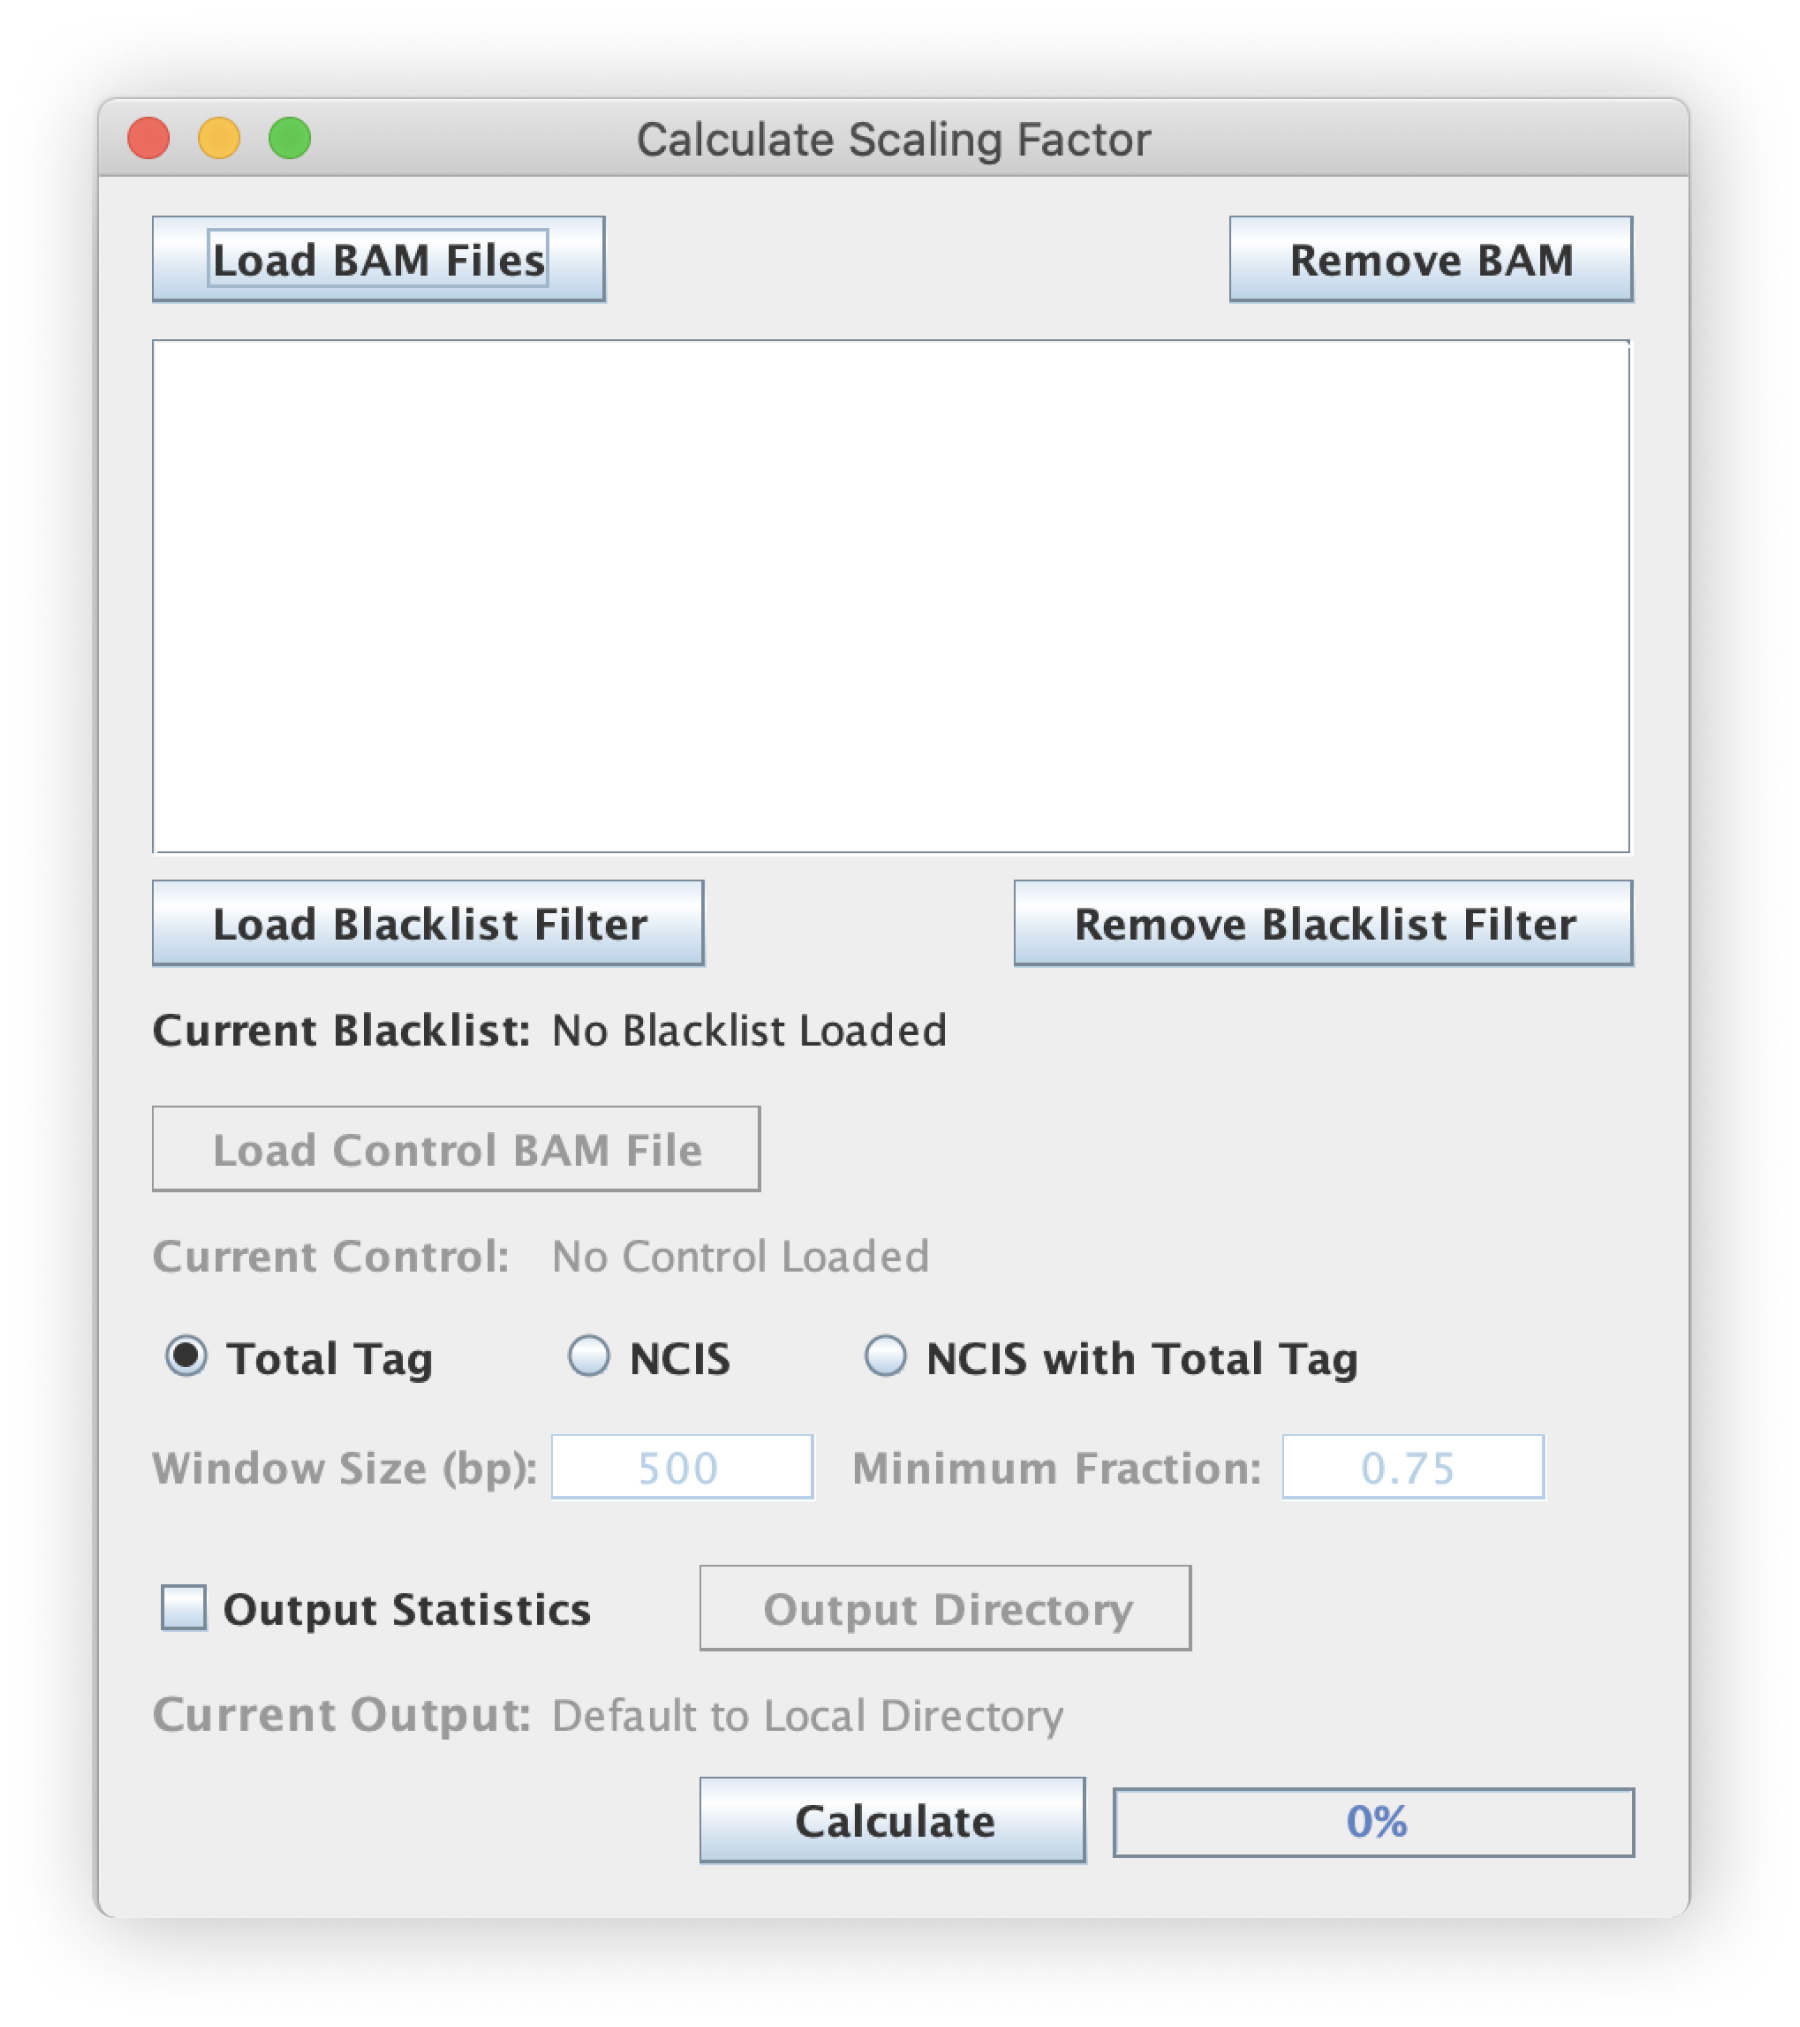 Calculate Scaling Factor
Load BAM Files Remove BAM
Load Blacklist Filter Remove Blacklist Filter
Current Blacklist: No Blacklist Loaded
Load Control BAM File
Current Control: No Control Loaded
Total Tag NCIS NCIS with Total Tag
Window Size (bp): 500 Minimum Fraction: 0.75
Output Statistics Output Directory
Current Output: Default to Local Directory
Calculate 0%